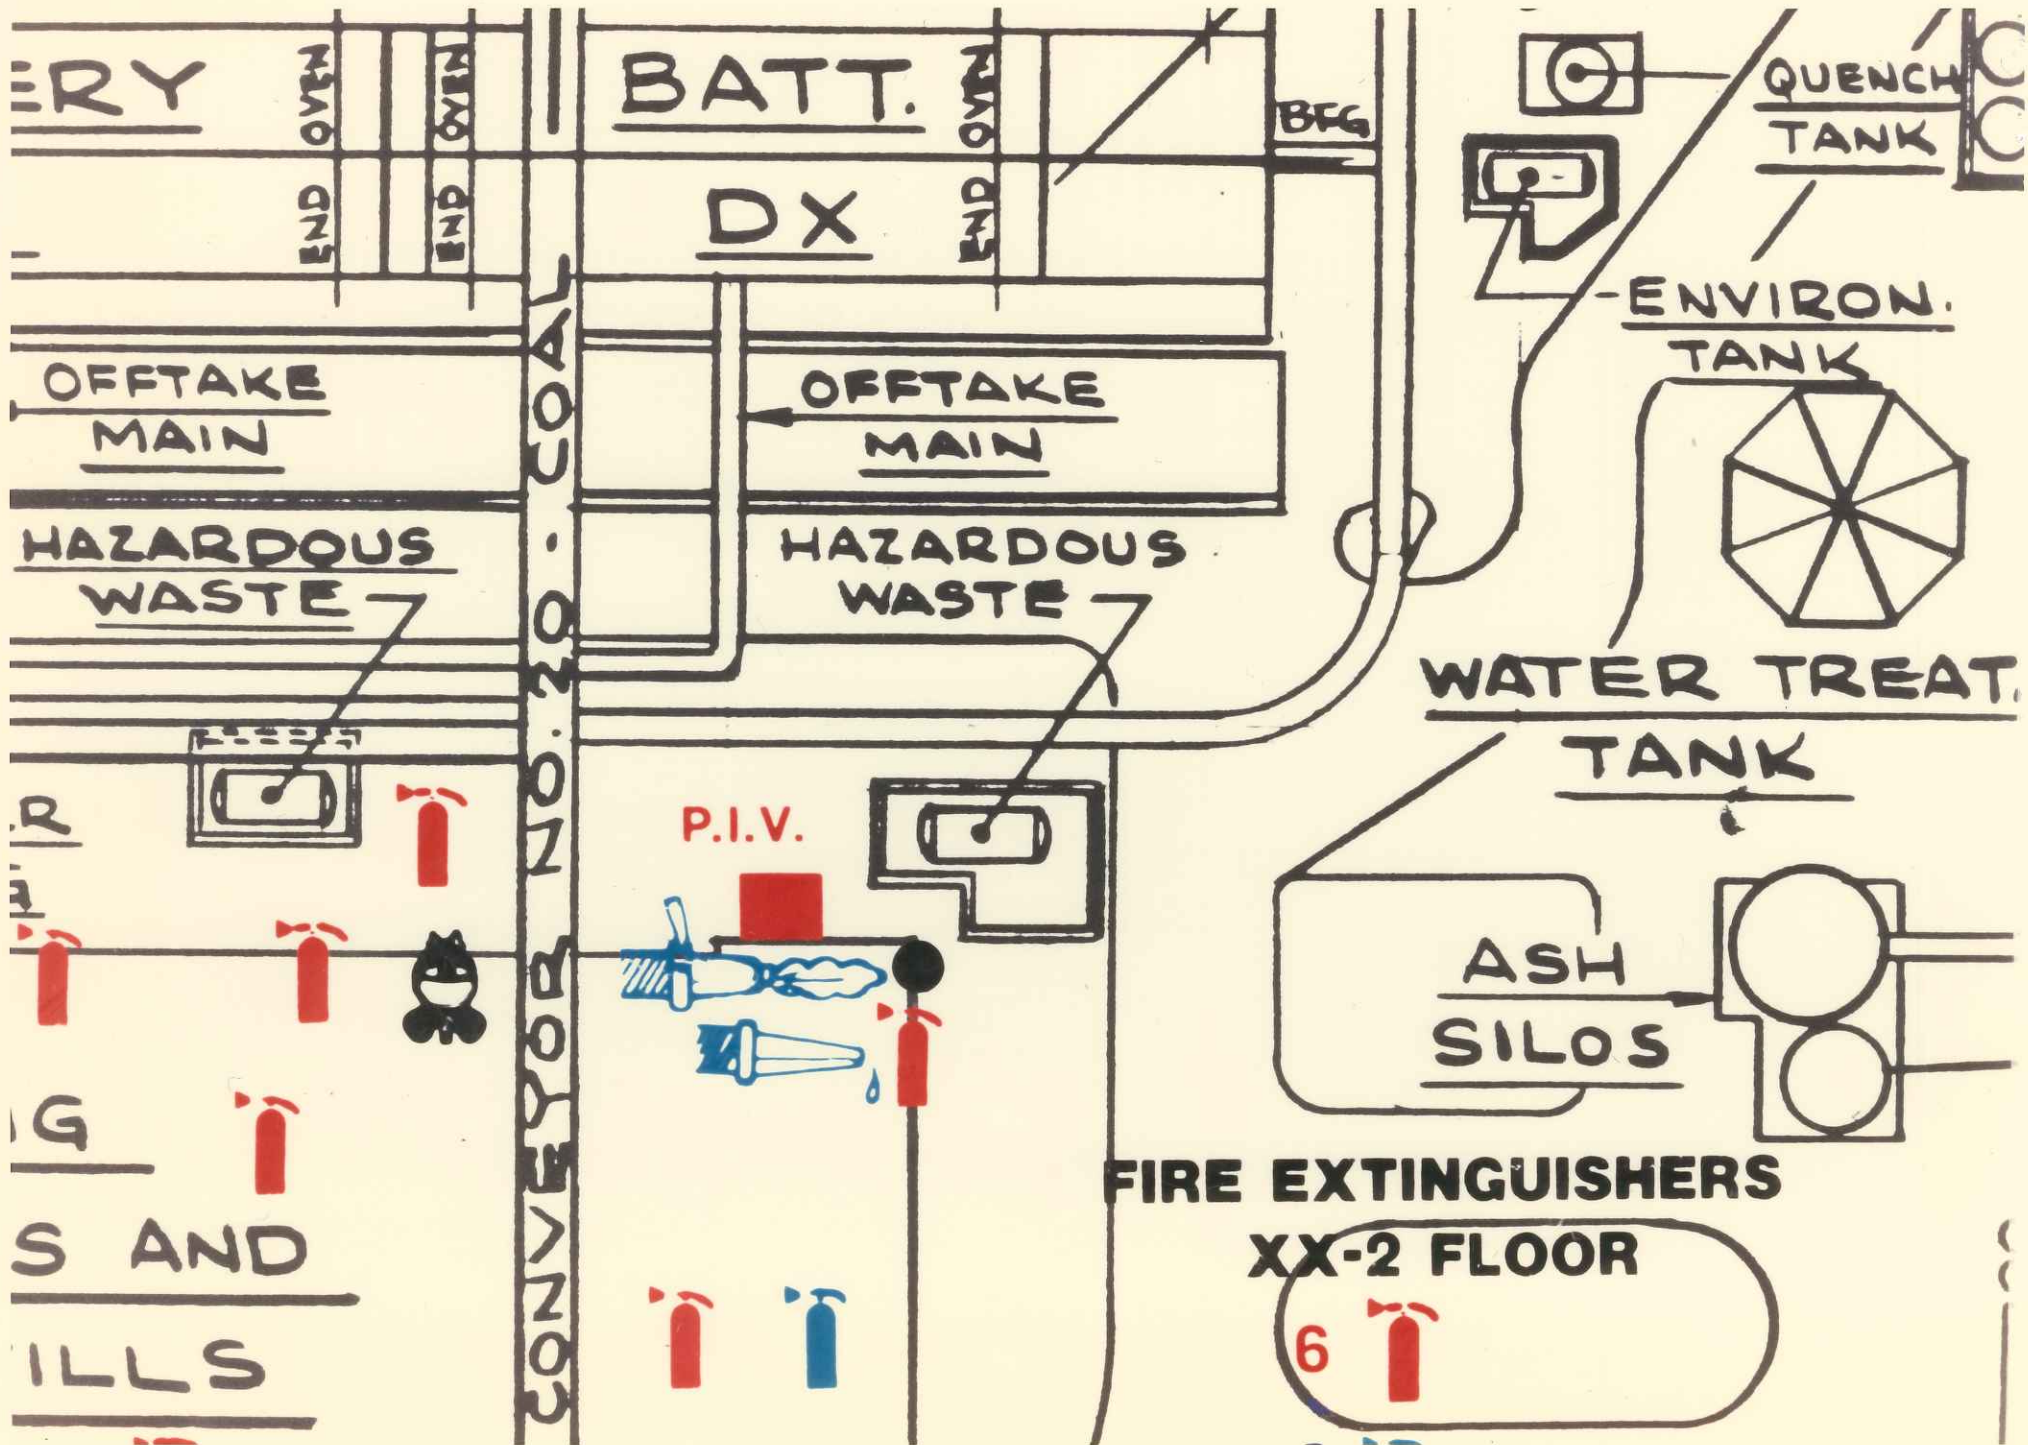 ERY
END OVEN
END OVEN
BATT.
DX
END OVEN
BFG
QUENCH
TANK
ENVIRON.
TANK
OFFTAKE
MAIN
OFFTAKE
MAIN
HAZARDOUS
WASTE
HAZARDOUS
WASTE
CONVEYOR NO. 20 - COAL
WATER TREAT.
TANK
P.I.V.
R
G
ASH
SILOS
G
S AND
ILLS
FIRE EXTINGUISHERS
XX-2 FLOOR
6